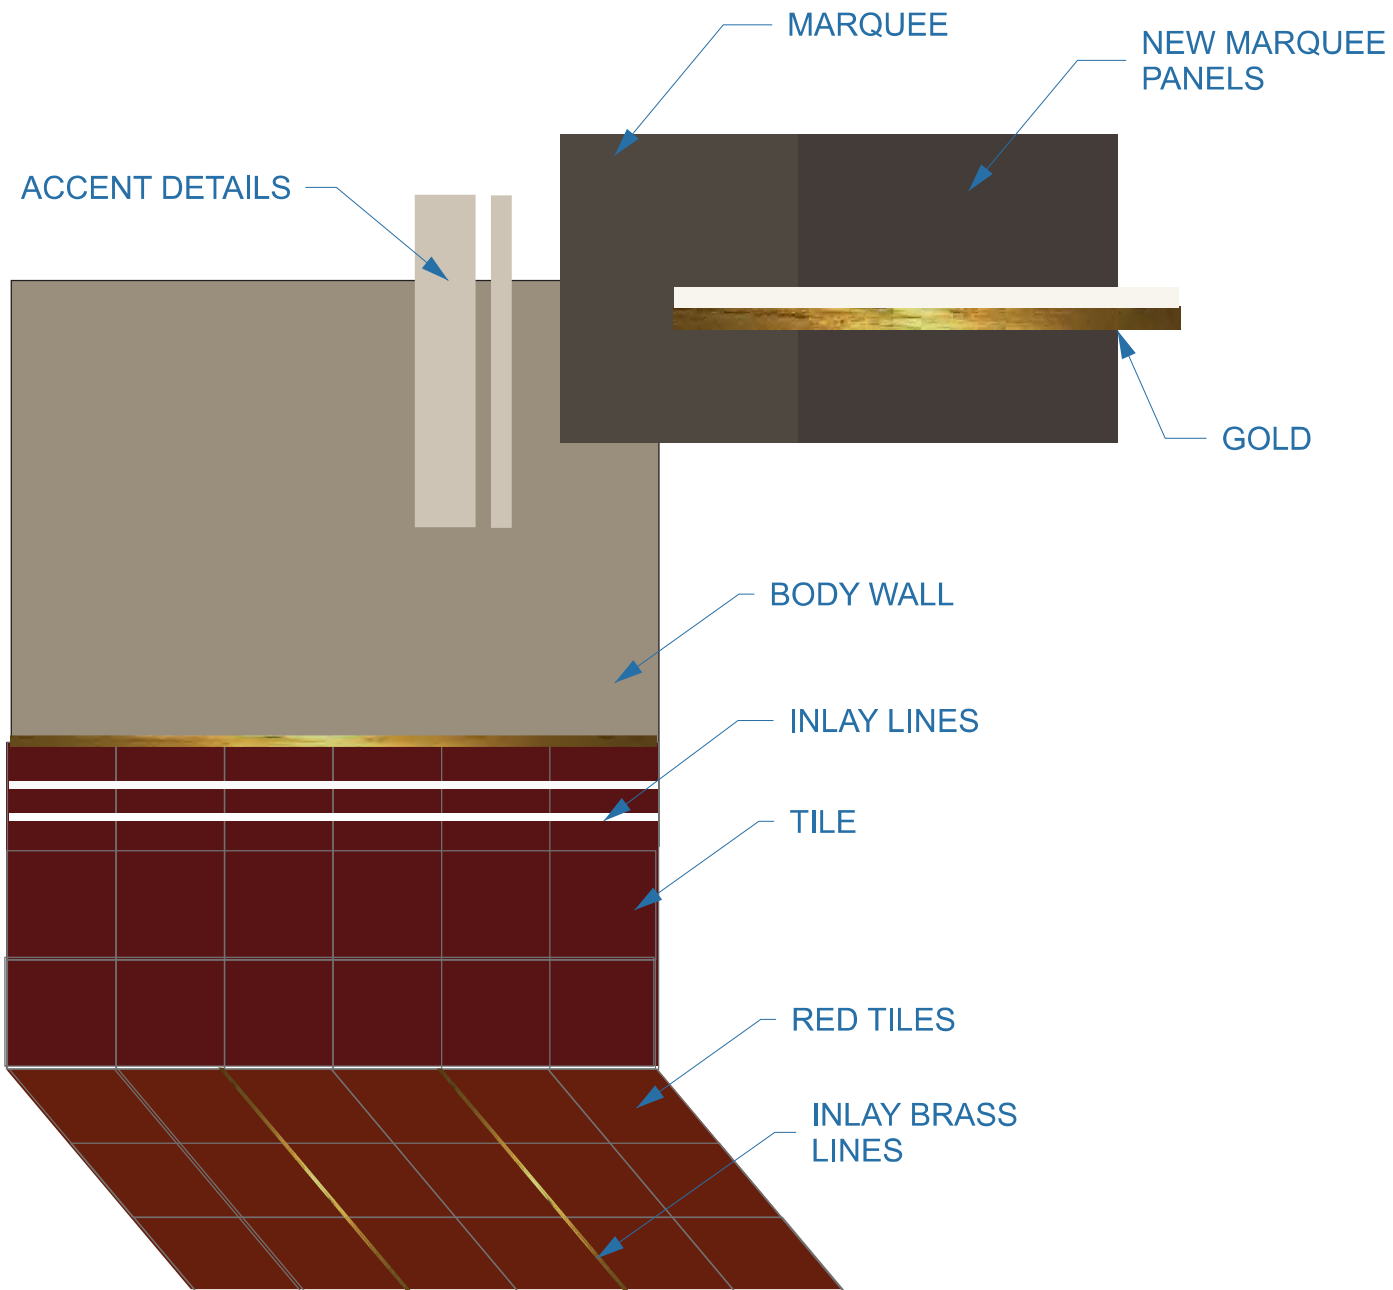 MARQUEE
NEW MARQUEE
PANELS
ACCENT DETAILS
GOLD
BODY WALL
INLAY LINES
TILE
RED TILES
INLAY BRASS
LINES